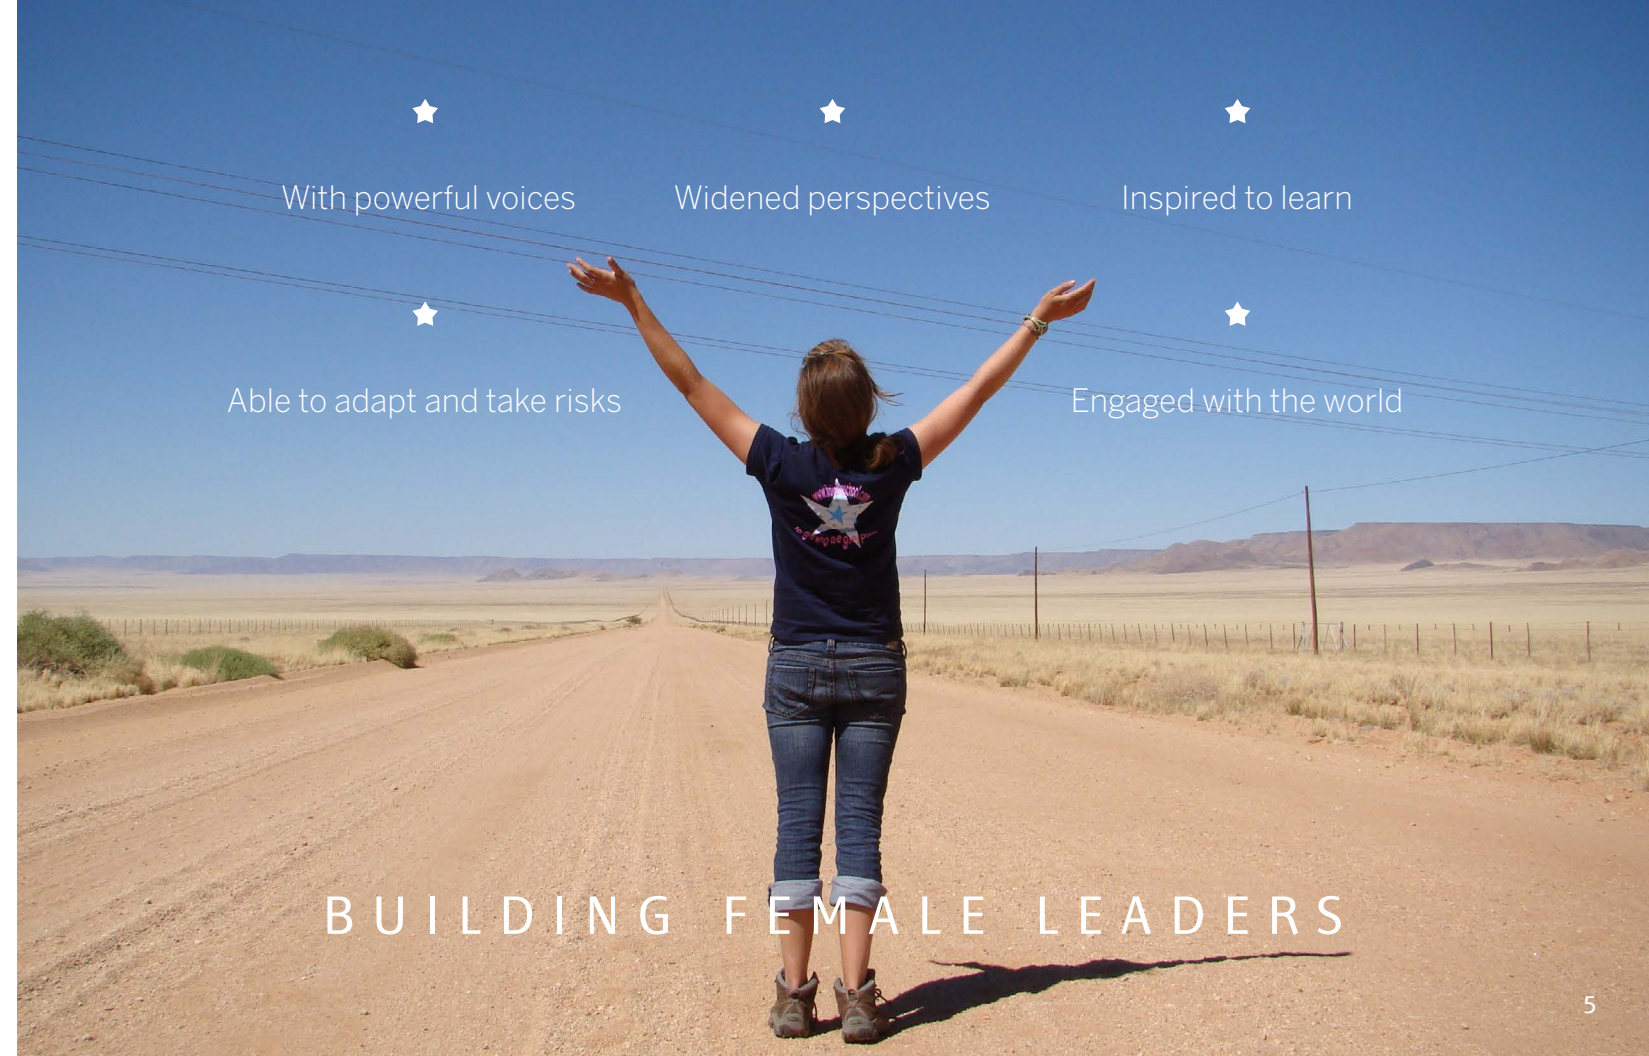 With powerful voices
Widened perspectives
Inspired to learn
Able to adapt and take risks
Engaged with the world
BUILDING FEMALE LEADERS
5